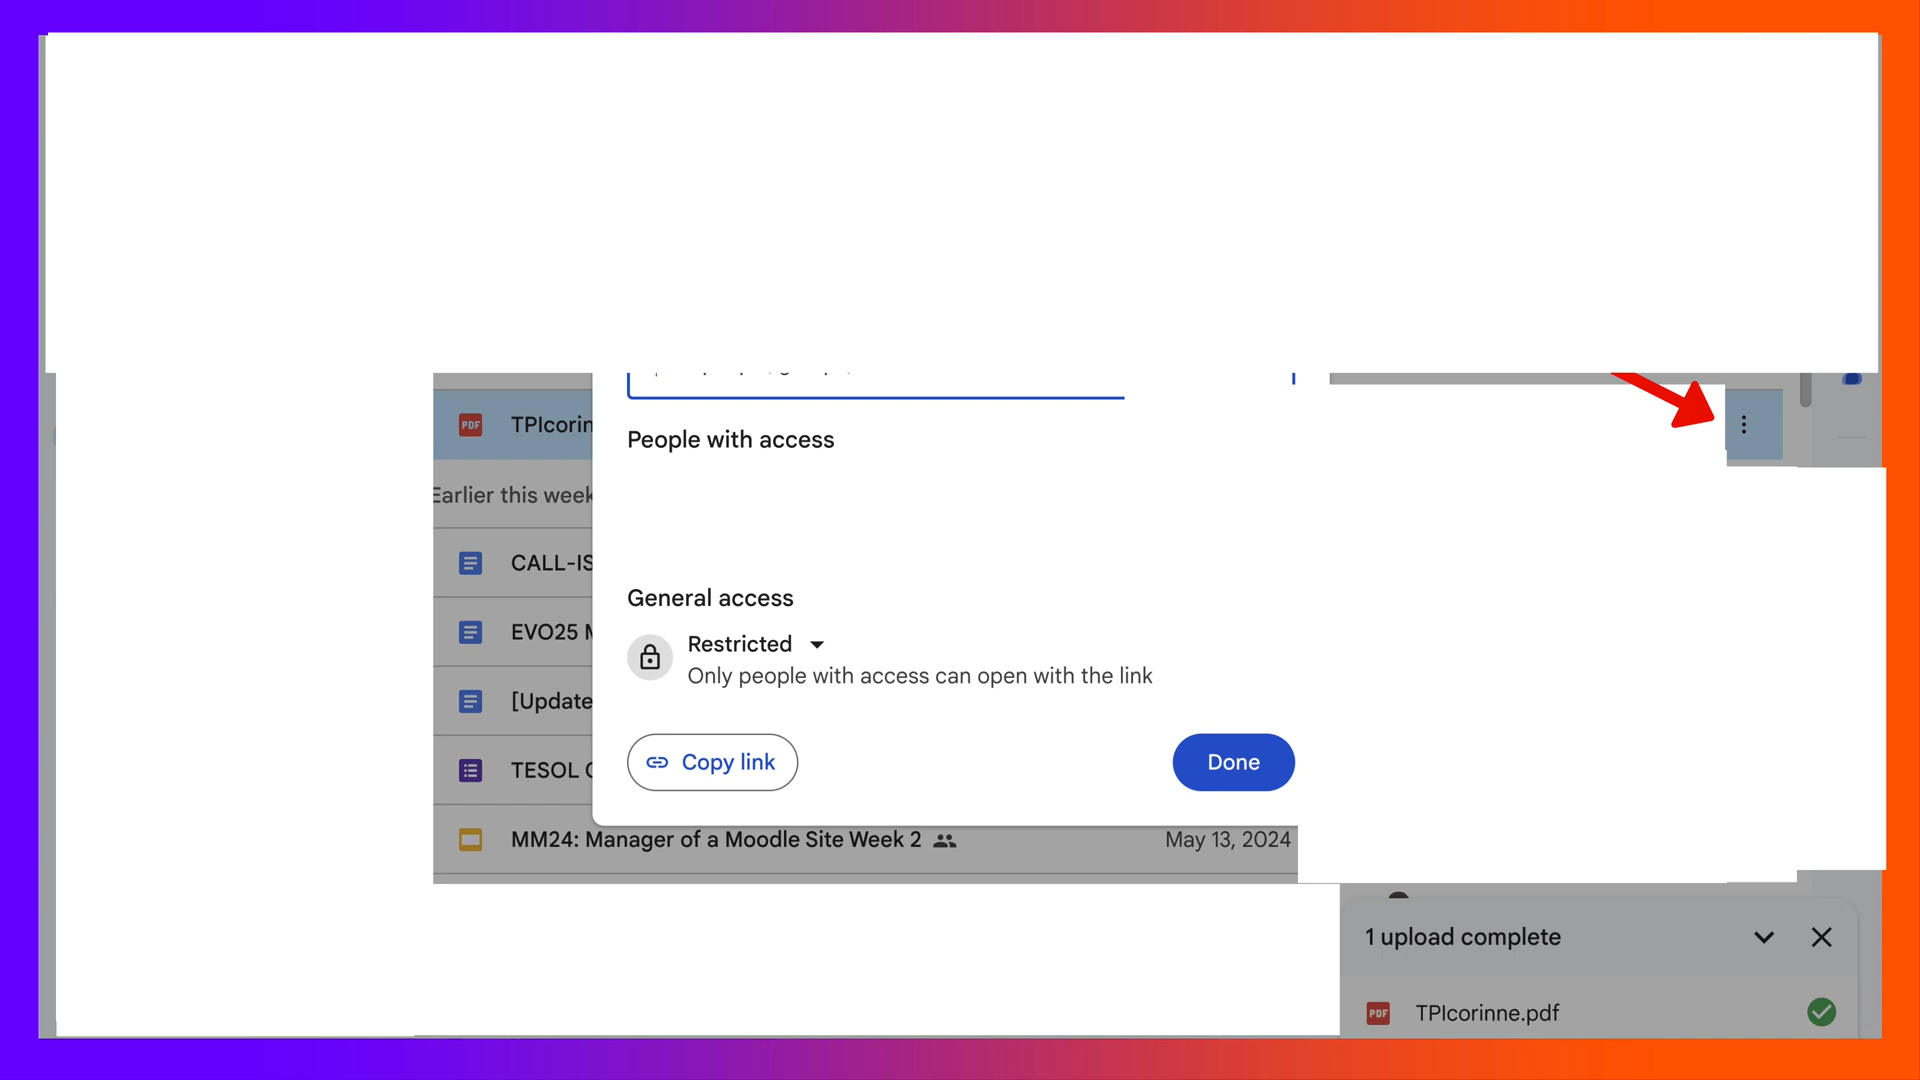 TPIcorin
People with access
Earlier this week
CALL-IS
General access
EVO25
Restricted
Only people with access can open with the link
[Update
Copy link
Done
TESOL
MM24: Manager of a Moodle Site Week 2
May 13, 2024
1 upload complete
PDF
TPIcorinne.pdf